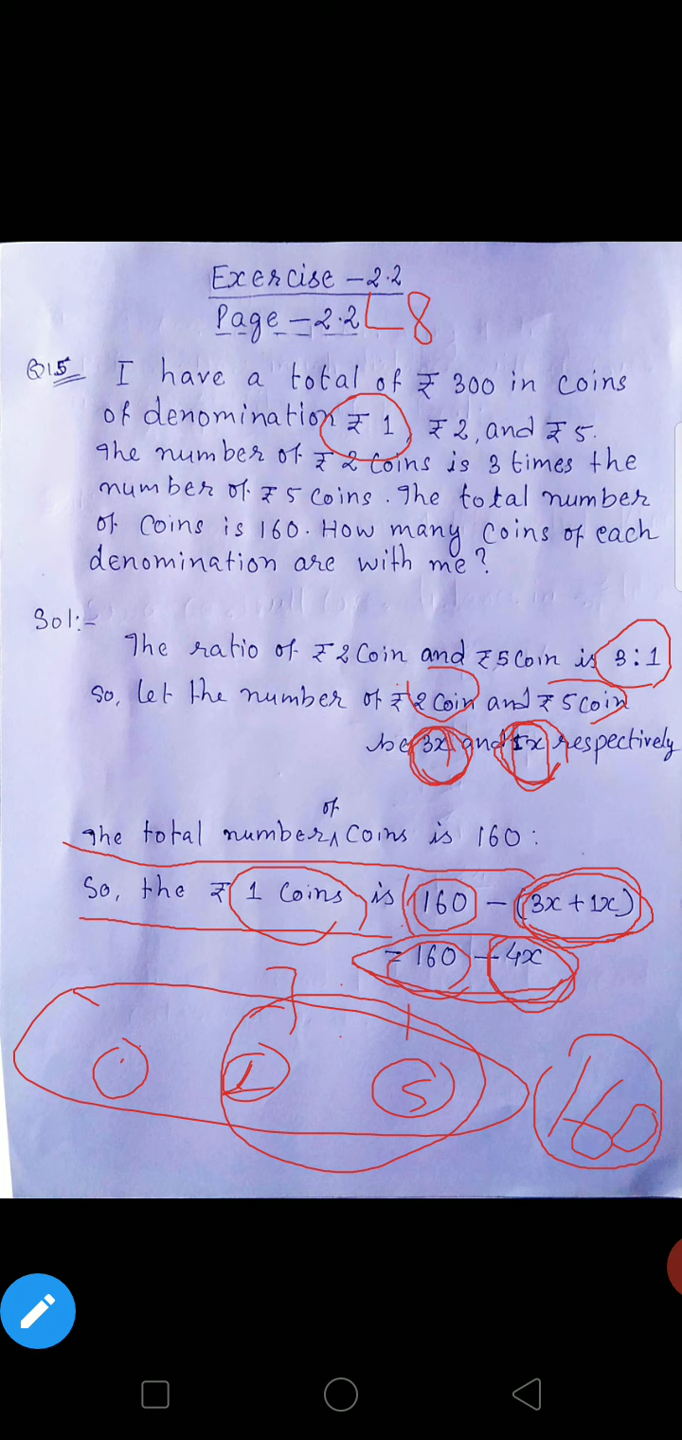 Exercise - 2.2
Page - 2.2 8
Q15 I have a total of ₹ 300 in coins
of denomination ₹ 1, ₹ 2, and ₹ 5.
The number of ₹ 2 coins is 3 times the
number of ₹ 5 coins. The total number
of coins is 160. How many coins of each
denomination are with me?
Sol:-
The ratio of ₹ 2 Coin and ₹ 5 Coin is 3:1
So, let the number of ₹ 2 Coin and ₹ 5 coin
be 3x and 1x respectively
The total number of coins is 160:
So, the ₹ 1 Coins is 160 - (3x + 1x)
= 160 - 4x
5 160